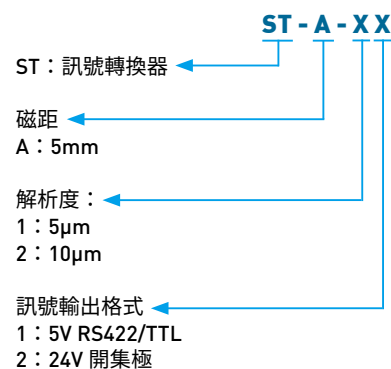 ST - A - X X
ST：訊號轉換器
磁距
A：5mm
解析度：
1：5μm
2：10μm
訊號輸出格式
1：5V RS422/TTL
2：24V 開集極